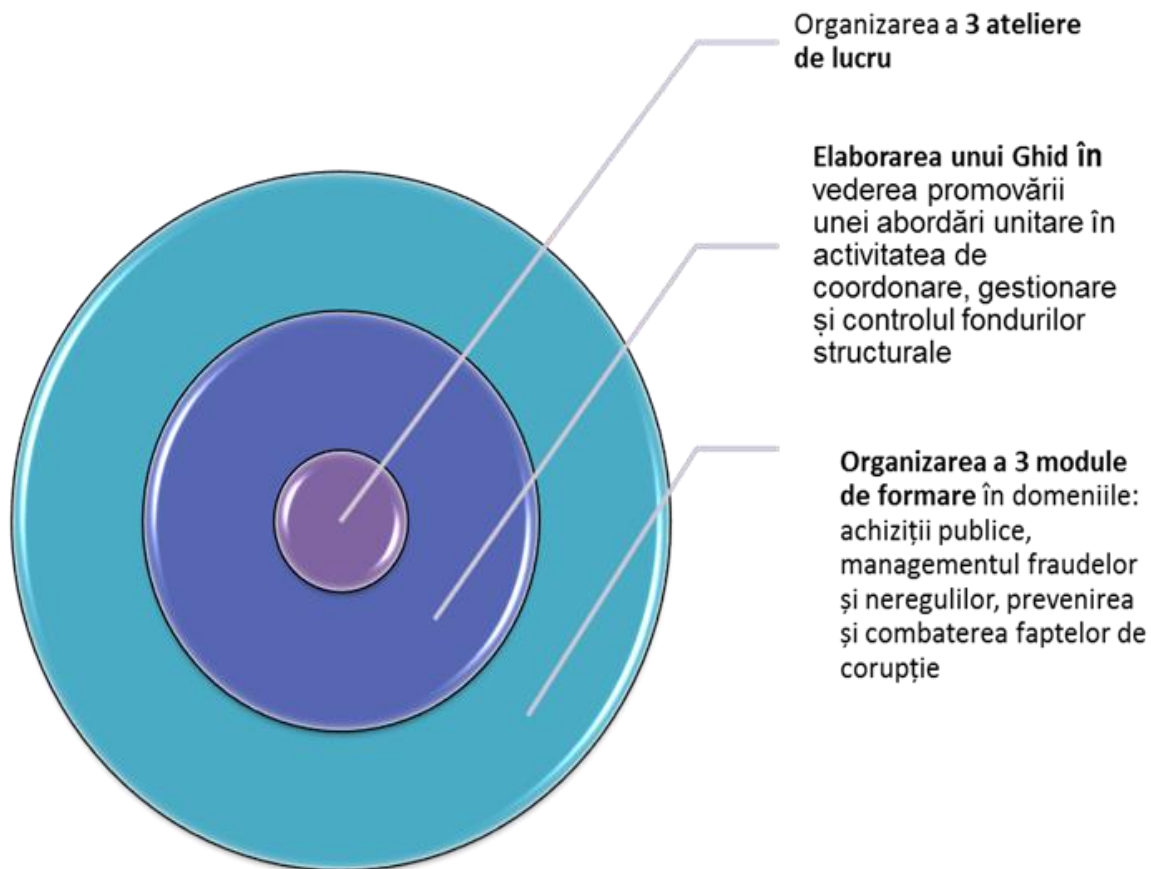 Organizarea a 3 ateliere
de lucru
Elaborarea unui Ghid în
vederea promovării
unei abordări unitare în
activitatea de
coordonare, gestionare
și controlul fondurilor
structurale
Organizarea a 3 module
de formare în domeniile:
achiziții publice,
managementul fraudelor
și neregulilor, prevenirea
și combaterea faptelor de
corupție